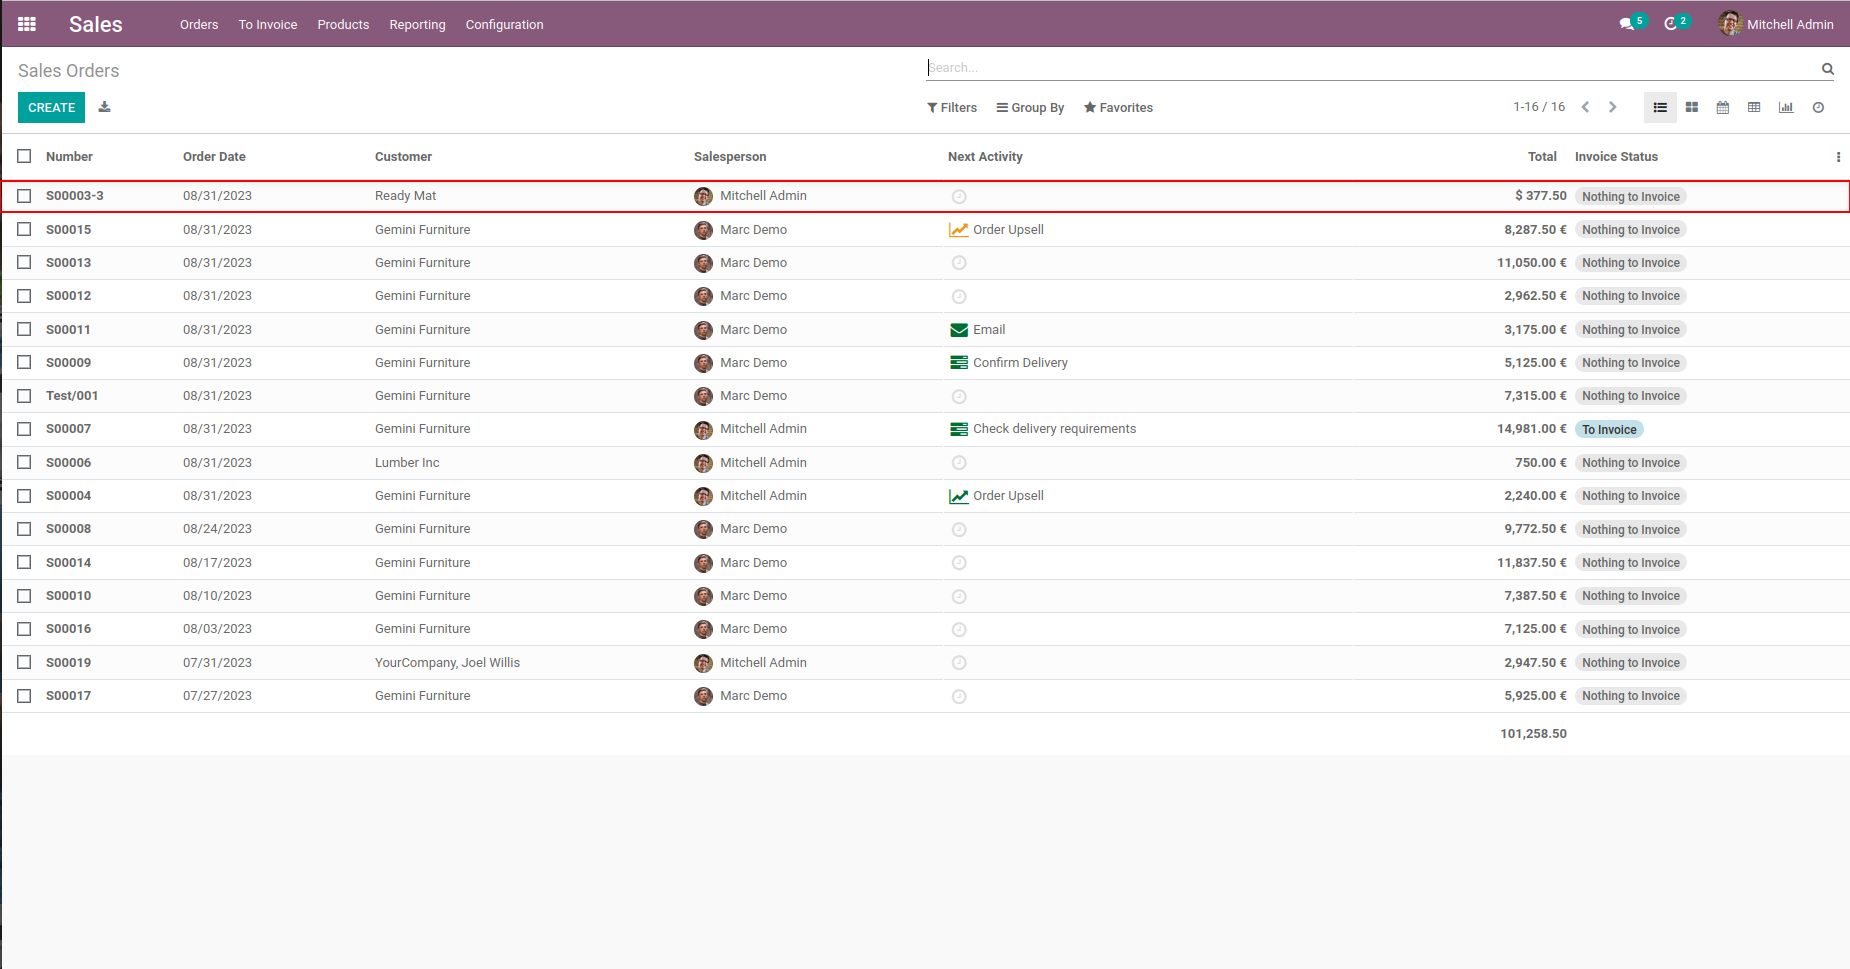 Sales Orders To Invoice Products Reporting Configuration 5 2 Mitchell Admin
Sales Orders Search...
CREATE Filters Group By Favorites 1-16 / 16
Number Order Date Customer Salesperson Next Activity Total Invoice Status
S00003-3 08/31/2023 Ready Mat Mitchell Admin $ 377.50 Nothing to Invoice
S00015 08/31/2023 Gemini Furniture Marc Demo Order Upsell 8,287.50 € Nothing to Invoice
S00013 08/31/2023 Gemini Furniture Marc Demo 11,050.00 € Nothing to Invoice
S00012 08/31/2023 Gemini Furniture Marc Demo 2,962.50 € Nothing to Invoice
S00011 08/31/2023 Gemini Furniture Marc Demo Email 3,175.00 € Nothing to Invoice
S00009 08/31/2023 Gemini Furniture Marc Demo Confirm Delivery 5,125.00 € Nothing to Invoice
Test/001 08/31/2023 Gemini Furniture Marc Demo 7,315.00 € Nothing to Invoice
S00007 08/31/2023 Gemini Furniture Mitchell Admin Check delivery requirements 14,981.00 € To Invoice
S00006 08/31/2023 Lumber Inc Mitchell Admin 750.00 € Nothing to Invoice
S00004 08/31/2023 Gemini Furniture Mitchell Admin Order Upsell 2,240.00 € Nothing to Invoice
S00008 08/24/2023 Gemini Furniture Marc Demo 9,772.50 € Nothing to Invoice
S00014 08/17/2023 Gemini Furniture Marc Demo 11,837.50 € Nothing to Invoice
S00010 08/10/2023 Gemini Furniture Marc Demo 7,387.50 € Nothing to Invoice
S00016 08/03/2023 Gemini Furniture Marc Demo 7,125.00 € Nothing to Invoice
S00019 07/31/2023 YourCompany, Joel Willis Mitchell Admin 2,947.50 € Nothing to Invoice
S00017 07/27/2023 Gemini Furniture Marc Demo 5,925.00 € Nothing to Invoice
101,258.50